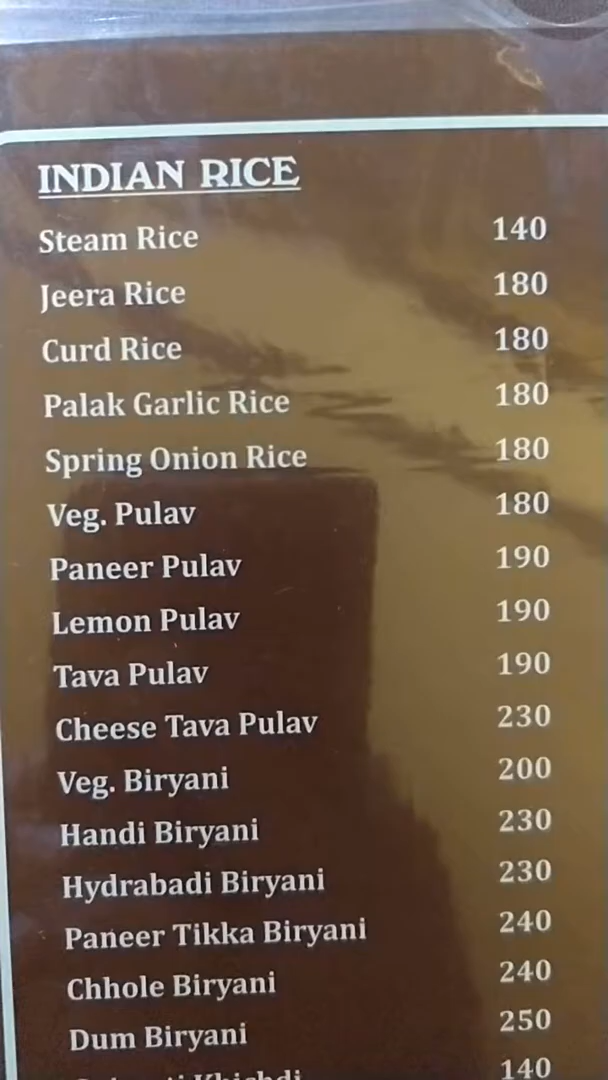 INDIAN RICE
Steam Rice 140
Jeera Rice 180
Curd Rice 180
Palak Garlic Rice 180
Spring Onion Rice 180
Veg. Pulav 180
Paneer Pulav 190
Lemon Pulav 190
Tava Pulav 190
Cheese Tava Pulav 230
Veg. Biryani 200
Handi Biryani 230
Hydrabadi Biryani 230
Paneer Tikka Biryani 240
Chhole Biryani 240
Dum Biryani 250
Khichdi 140